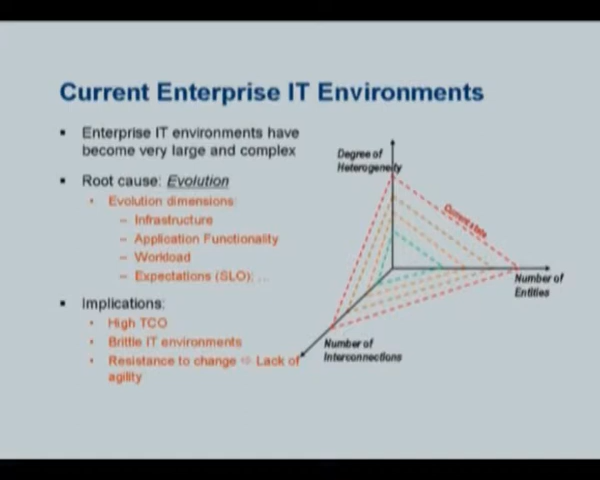 Current Enterprise IT Environments
▪ Enterprise IT environments have
become very large and complex
▪ Root cause: Evolution
• Evolution dimensions:
– Infrastructure
– Application Functionality
– Workload
– Expectations (SLO); ...
▪ Implications:
• High TCO
• Brittle IT environments
• Resistance to change ⇨ Lack of
agility
Degree of
Heterogeneity
Current state
Number of
Entities
Number of
Interconnections